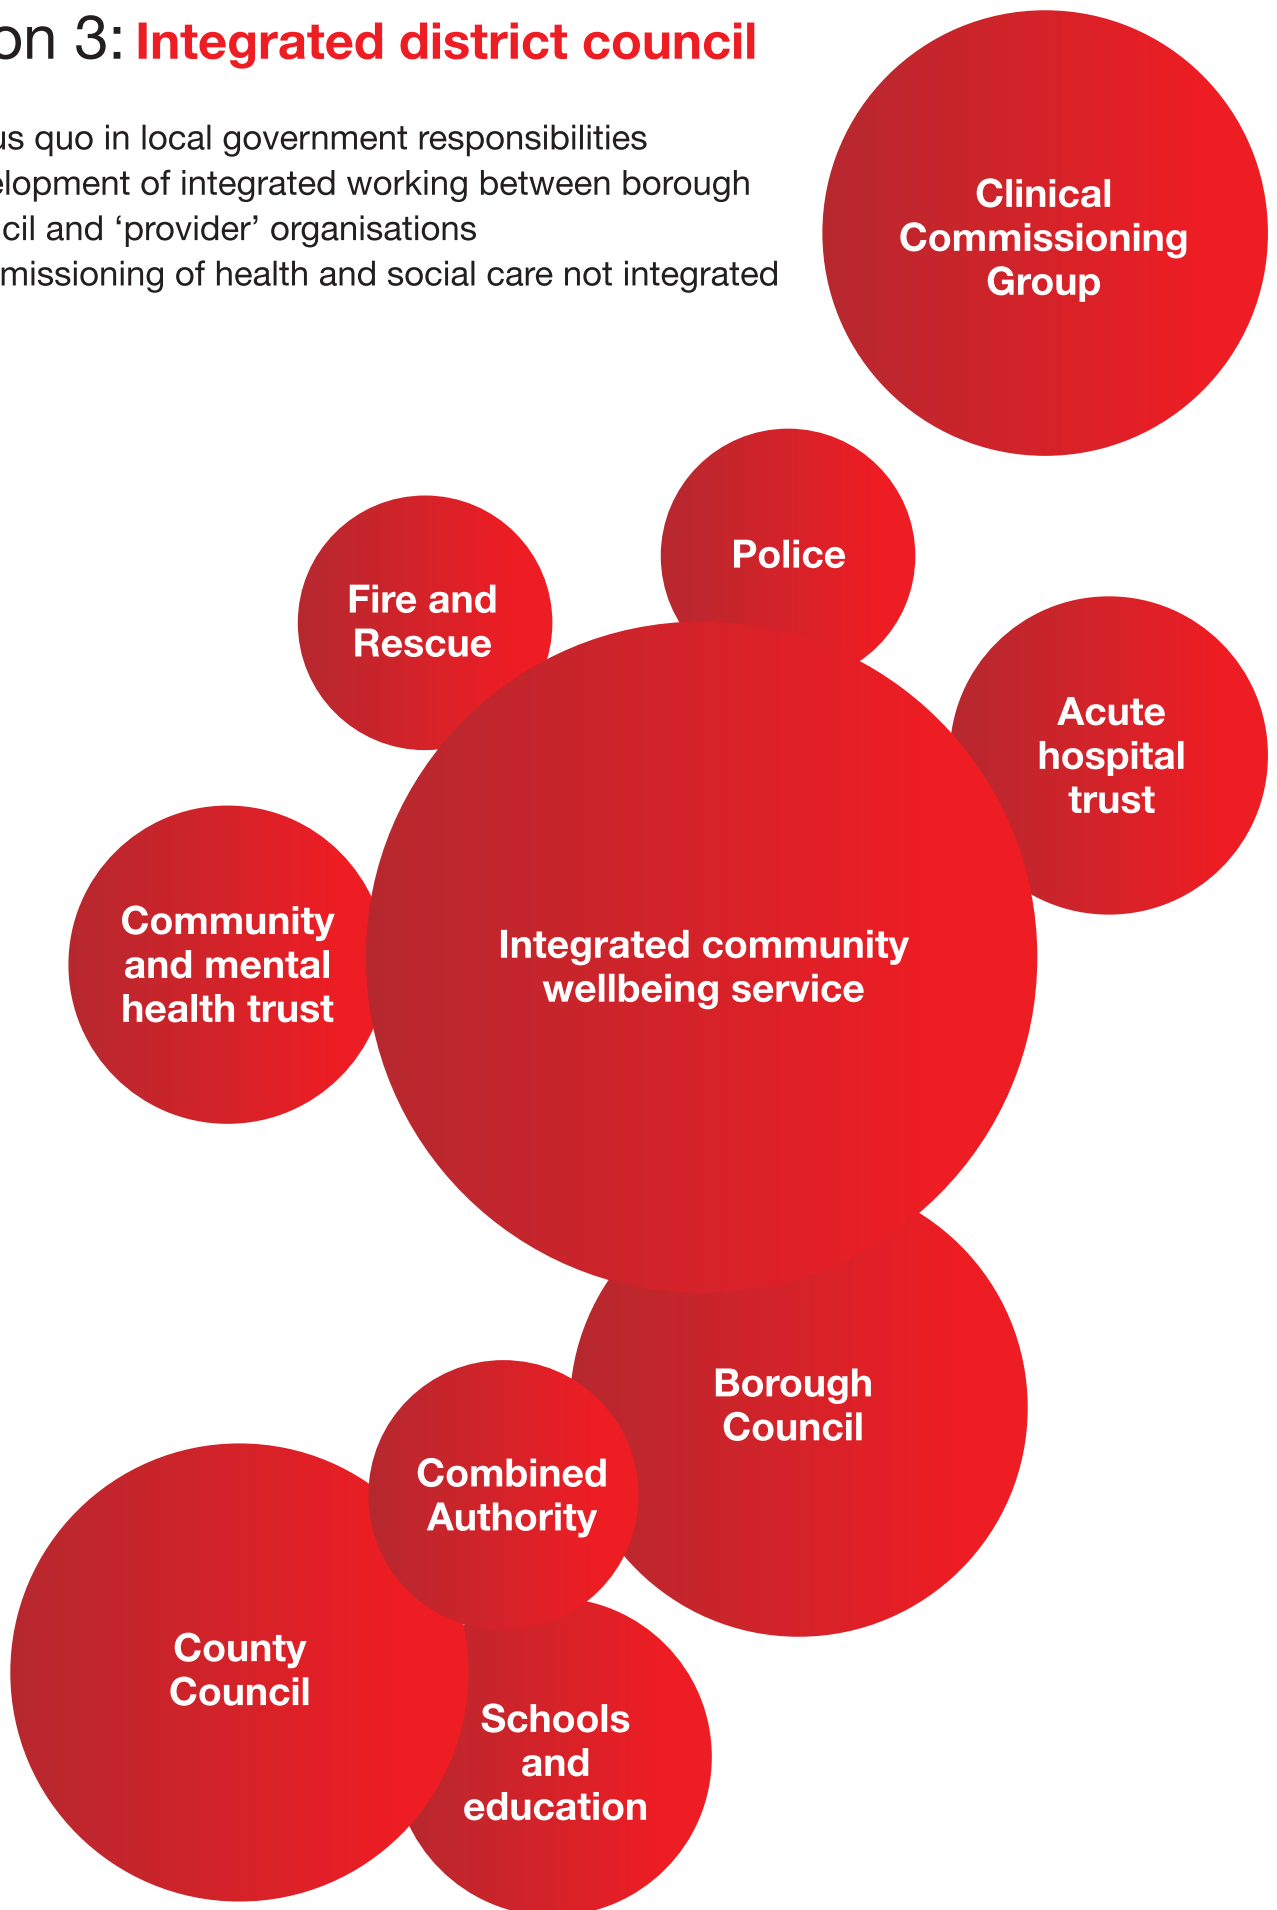 on 3: Integrated district council
us quo in local government responsibilities
elopment of integrated working between borough
cil and ‘provider’ organisations
missioning of health and social care not integrated
Clinical
Commissioning
Group
Police
Fire and
Rescue
Acute
hospital
trust
Community
and mental
health trust
Integrated community
wellbeing service
Borough
Council
Combined
Authority
County
Council
Schools
and
education